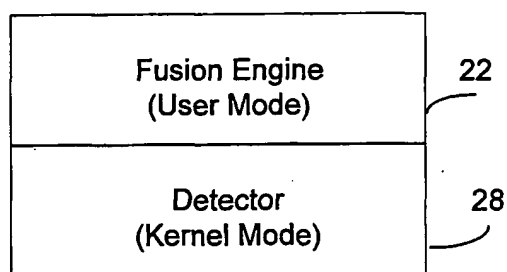 Fusion Engine
(User Mode)
22
Detector
(Kernel Mode)
28